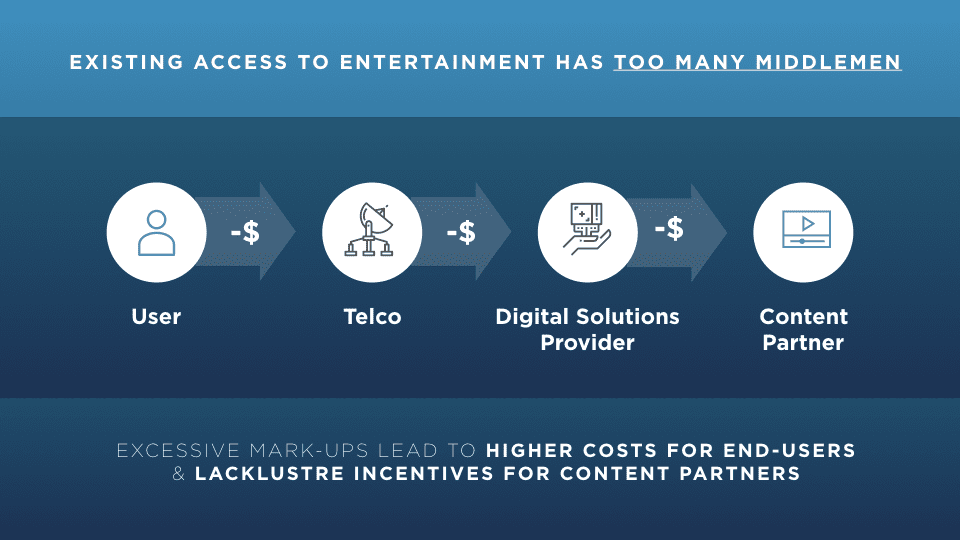 EXISTING ACCESS TO ENTERTAINMENT HAS TOO MANY MIDDLEMEN
-$
-$
-$
User
Telco
Digital Solutions
Provider
Content
Partner
EXCESSIVE MARK-UPS LEAD TO HIGHER COSTS FOR END-USERS
& LACKLUSTRE INCENTIVES FOR CONTENT PARTNERS